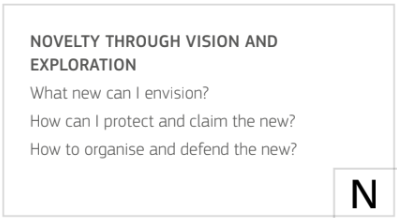 NOVELTY THROUGH VISION AND
EXPLORATION
What new can I envision?
How can I protect and claim the new?
How to organise and defend the new?
N